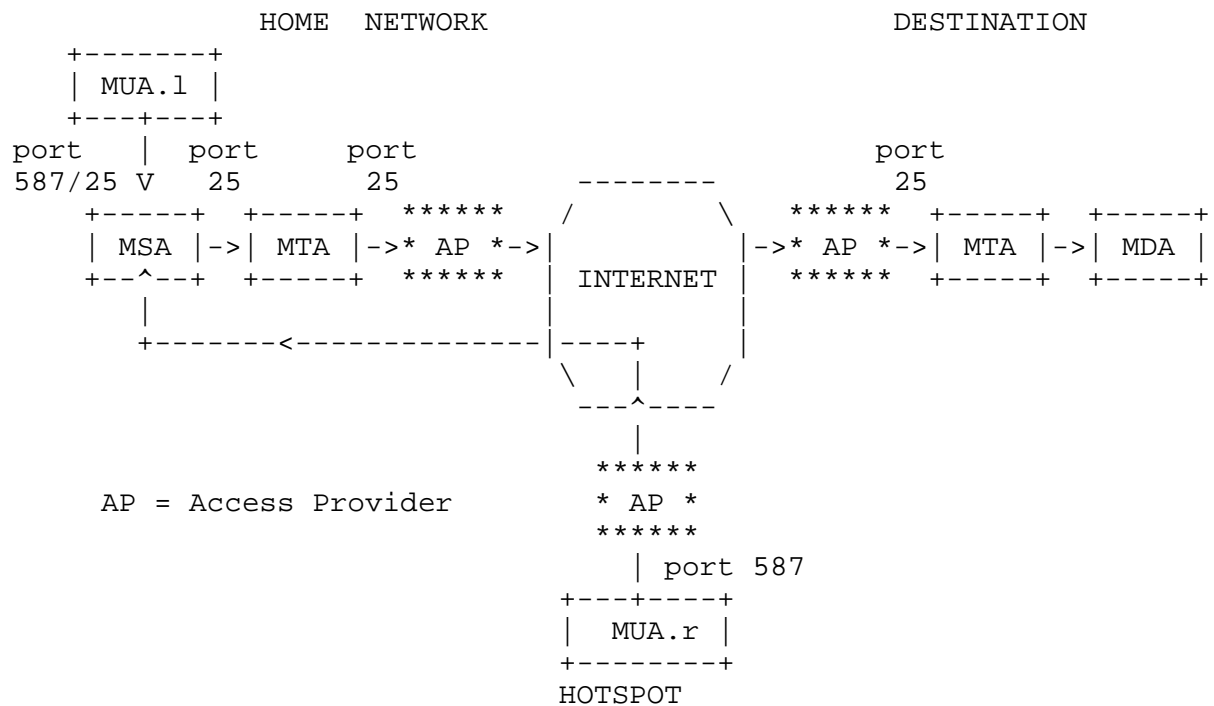 HOME  NETWORK                          DESTINATION
    +-------+
    | MUA.l |
    +---+---+
port    |  port     port                          port
587/25  V   25       25          --------          25
     +-----+  +-----+  ******   /        \   ******  +-----+  +-----+
     | MSA |->| MTA |->* AP *->|          |->* AP *->| MTA |->| MDA |
     +--^--+  +-----+  ******  | INTERNET |  ******  +-----+  +-----+
        |                      |          |
        +-------<--------------|----+     |
                                \   |    /
                                 ---^----
                                    |
                                  ******
      AP = Access Provider        * AP *
                                  ******
                                    | port 587
                                +---+----+
                                |  MUA.r |
                                +--------+
                                HOTSPOT